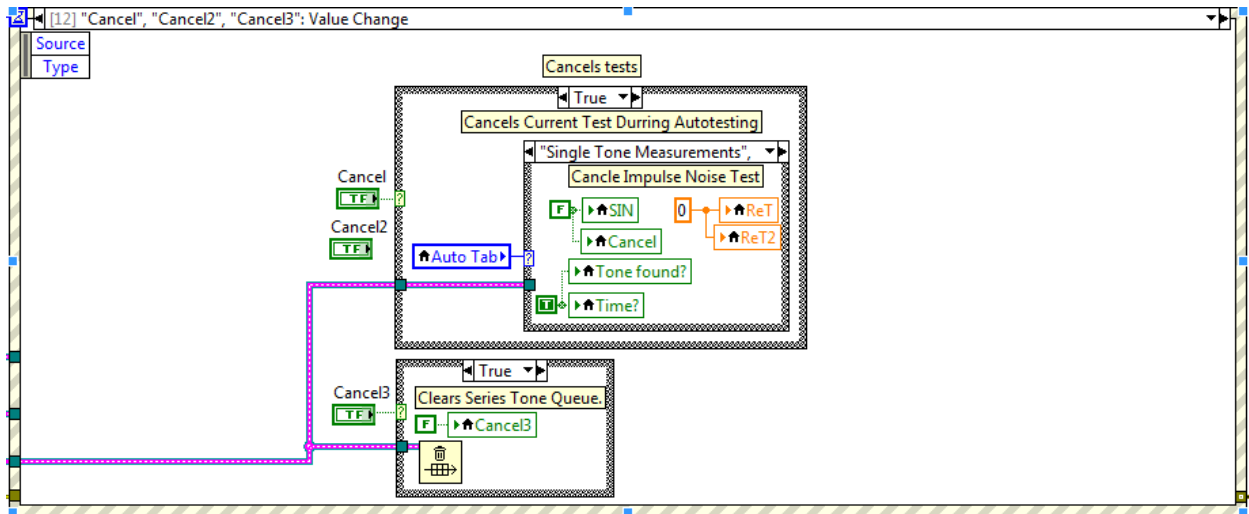 [12] "Cancel", "Cancel2", "Cancel3": Value Change
Source
Type
Cancels tests
True
Cancels Current Test Durring Autotesting
"Single Tone Measurements",
Cancle Impulse Noise Test
Cancel
TF
F
SIN
0
ReT
Cancel2
TF
Cancel
ReT2
Auto Tab
?
?
Tone found?
T
Time?
True
Cancel3
Clears Series Tone Queue.
TF
?
F
Cancel3